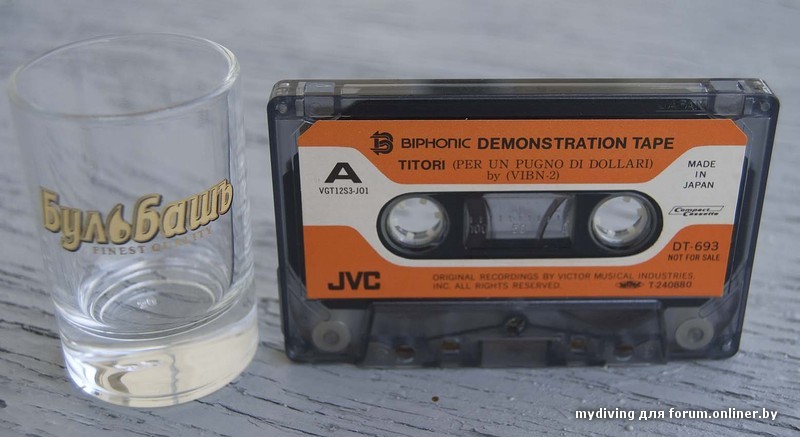 Бульбашъ
FINEST QUALITY
BIPHONIC DEMONSTRATION TAPE
TITORI (PER UN PUGNO DI DOLLARI)
by (VIBN-2)
A
VGT12S3-J01
MADE
IN
JAPAN
Compact
Cassette
DT-693
NOT FOR SALE
JVC
ORIGINAL RECORDINGS BY VICTOR MUSICAL INDUSTRIES,
INC. ALL RIGHTS RESERVED.
T-240880
mydiving для forum.onliner.by